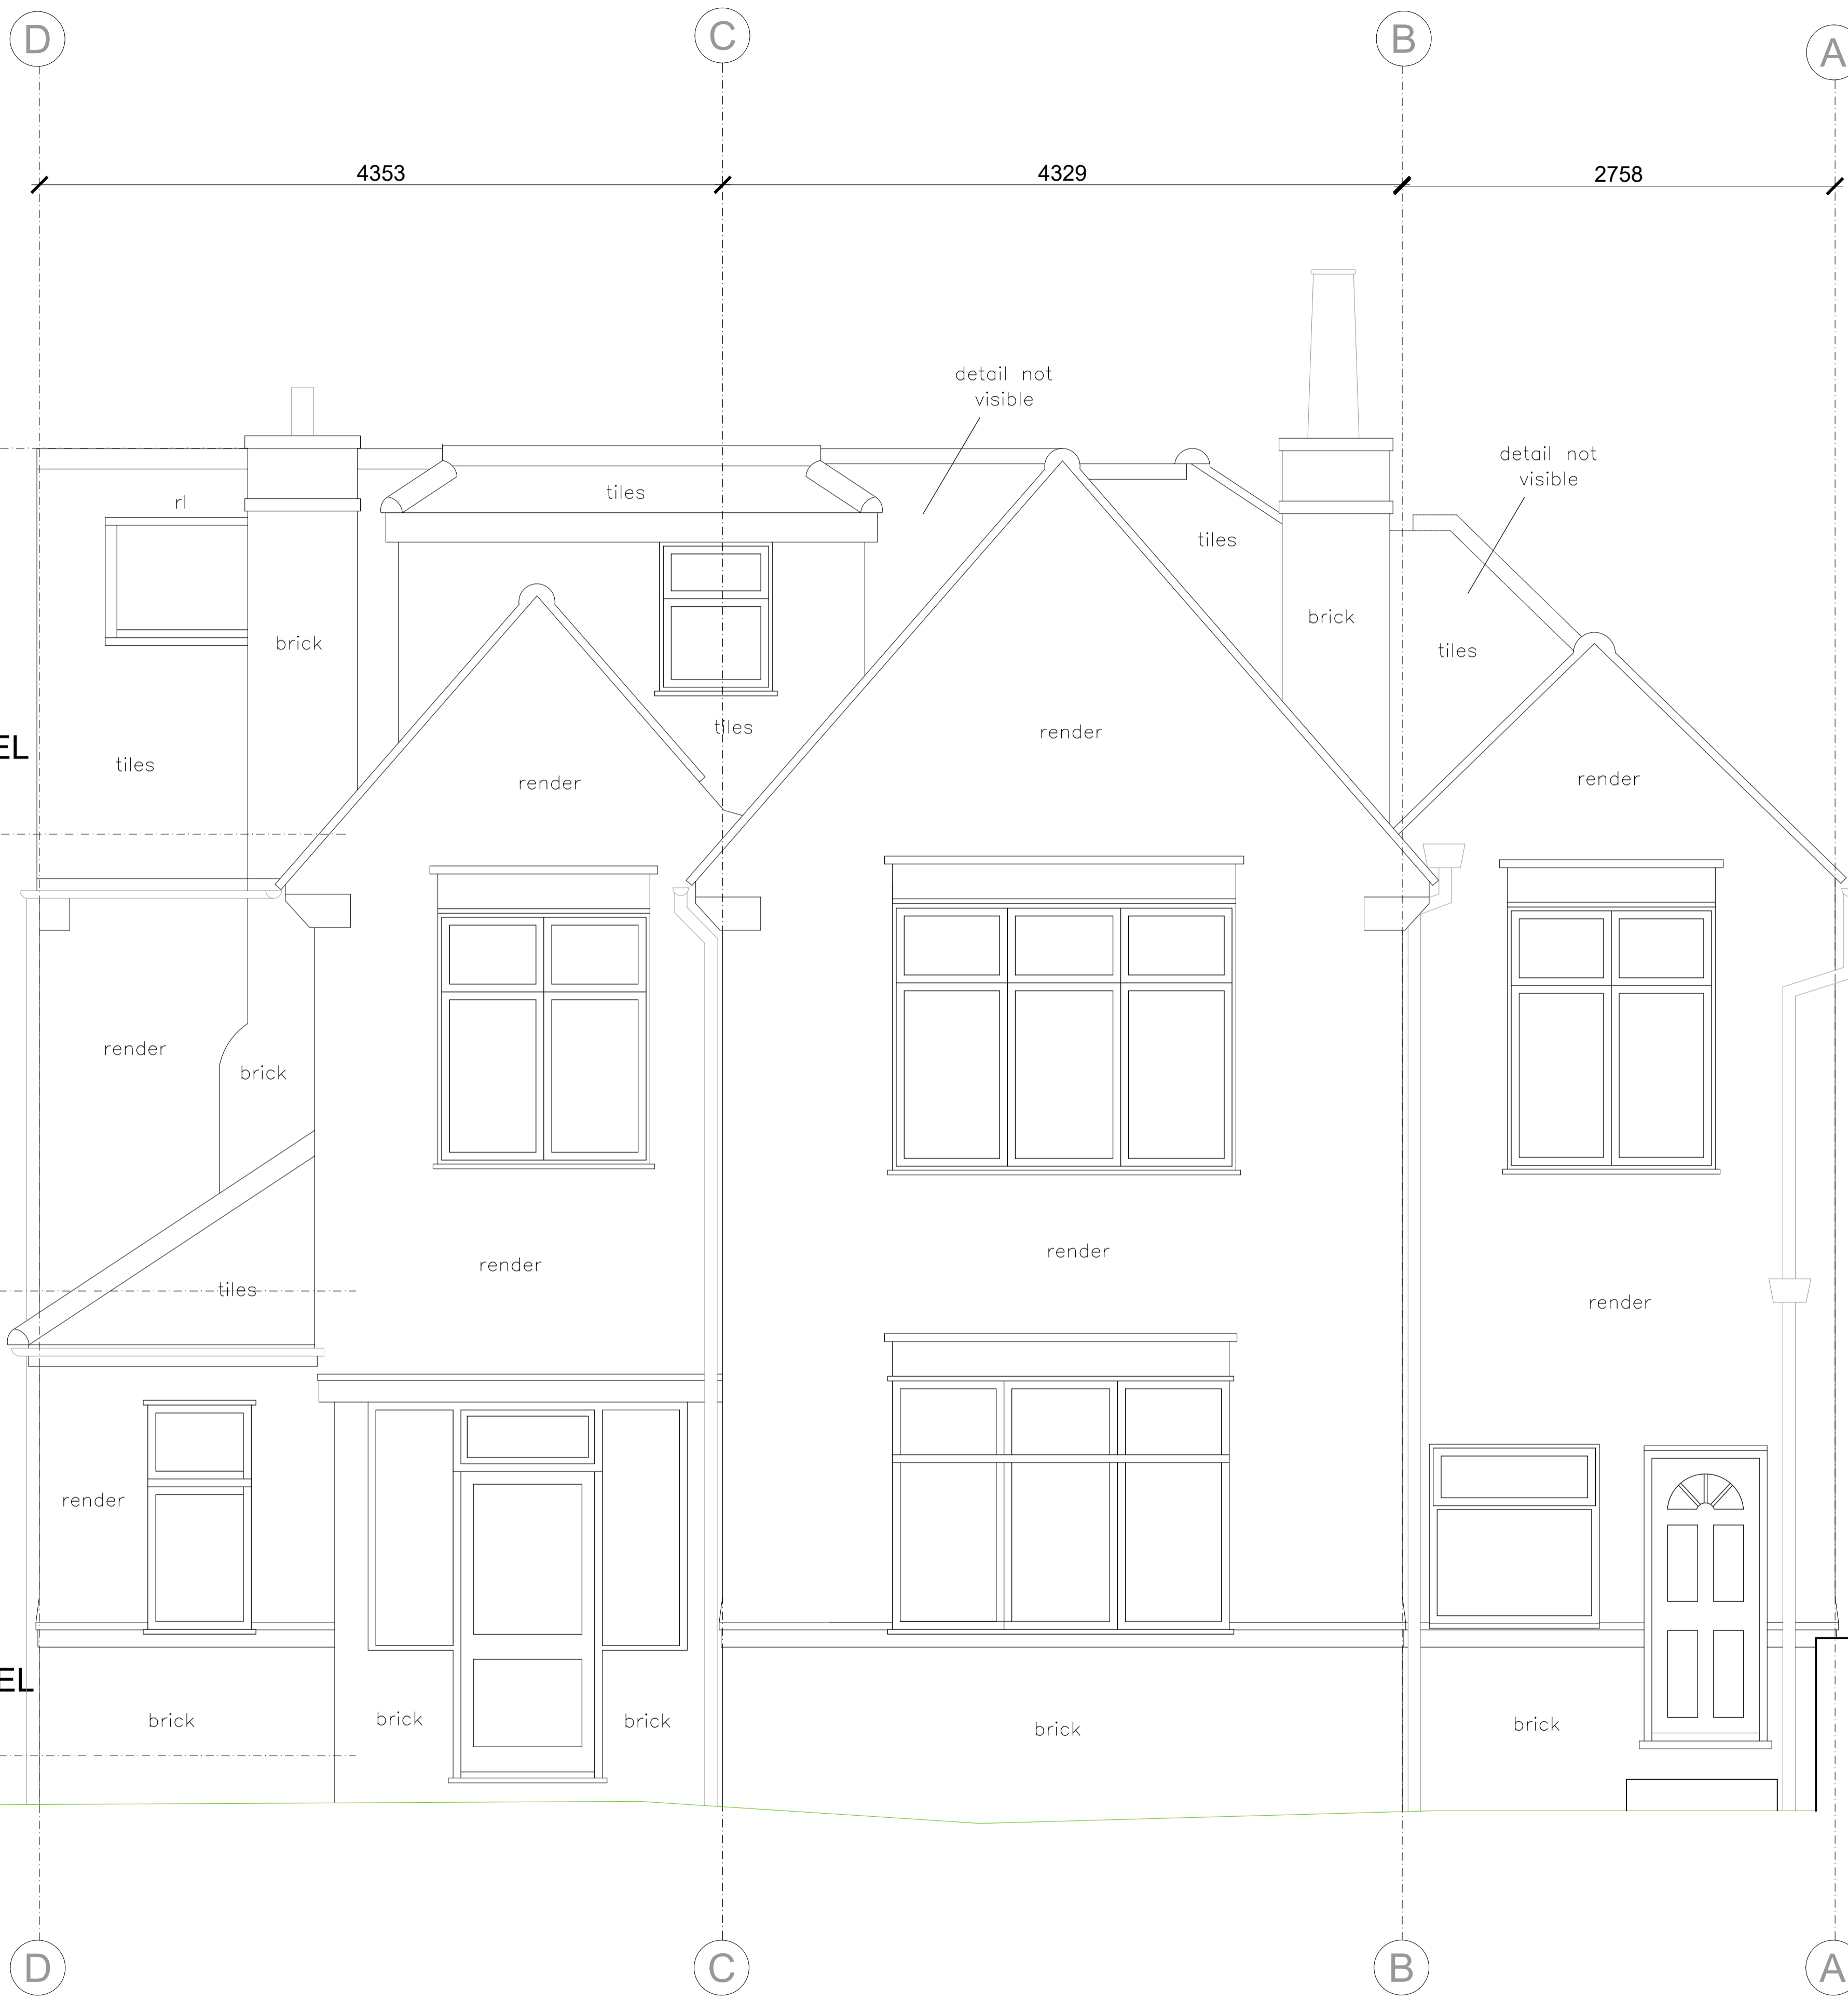 D
C
B
A
4353
4329
2758
detail not
visible
detail not
visible
rl
tiles
tiles
brick
brick
tiles
tiles
render
tiles
EL
tiles
render
render
render
brick
render
render
tiles
render
render
EL
brick
brick
brick
brick
brick
D
C
B
A